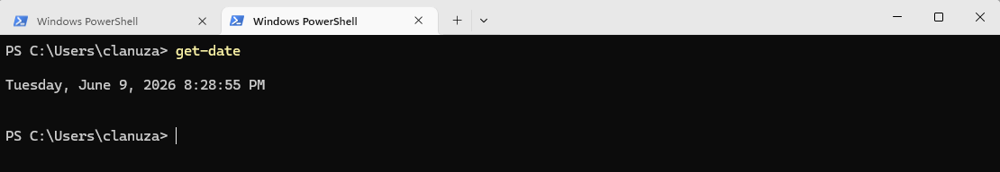 Windows PowerShell
Windows PowerShell
PS C:\Users\clanuza> get-date
Tuesday, June 9, 2026 8:28:55 PM
PS C:\Users\clanuza>